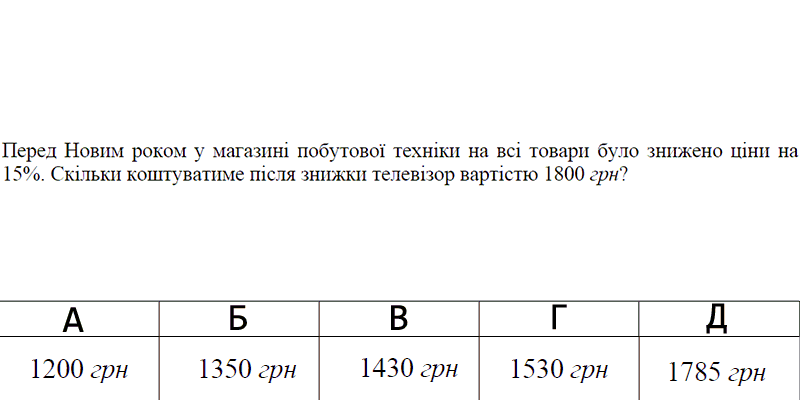 Перед Новим роком у магазині побутової техніки на всі товари було знижено ціни на
15%. Скільки коштуватиме після знижки телевізор вартістю 1800 грн?
А Б В Г Д
1200 грн 1350 грн 1430 грн 1530 грн 1785 грн